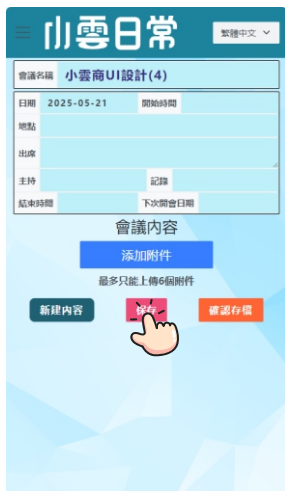 小雲日常
繁體中文
會議名稱 小雲商UI設計(4)
日期 2025-05-21 開始時間
地點
出席
主持 記錄
結束時間 下次開會日期
會議內容
添加附件
最多只能上傳6個附件
新建內容 保存 確認存檔